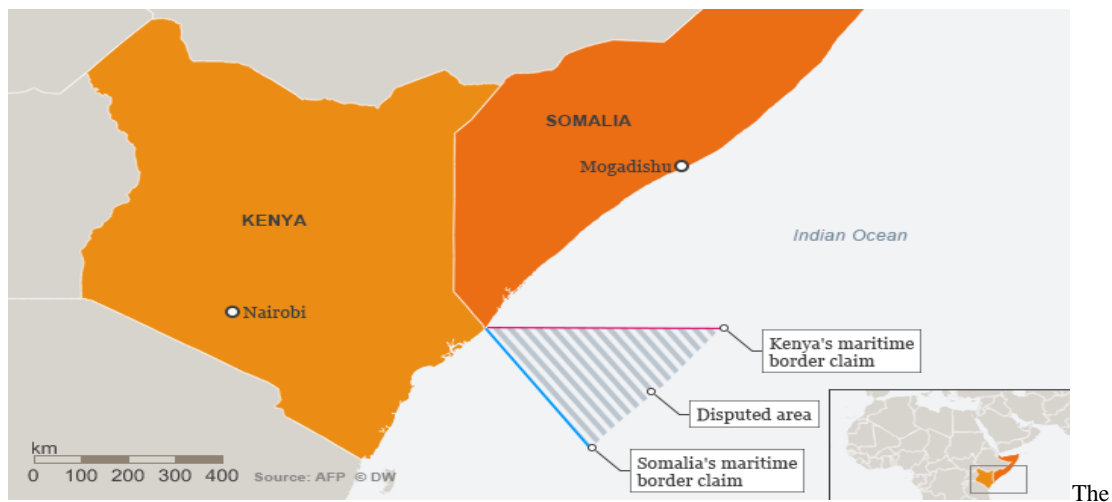 SOMALIA
Mogadishu
KENYA
Indian Ocean
Nairobi
Kenya's maritime
border claim
Disputed area
km
0 100 200 300 400
Source: AFP © DW
Somalia's maritime
border claim
The